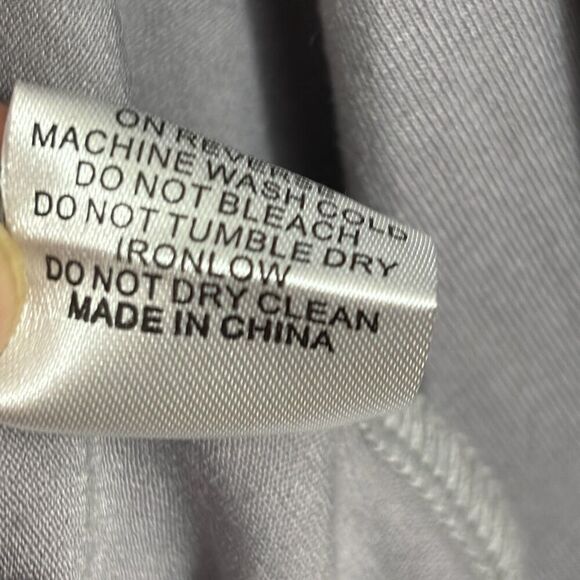 ON REVERSE
MACHINE WASH COLD
DO NOT BLEACH
DO NOT TUMBLE DRY
IRONLOW
DO NOT DRY CLEAN
MADE IN CHINA